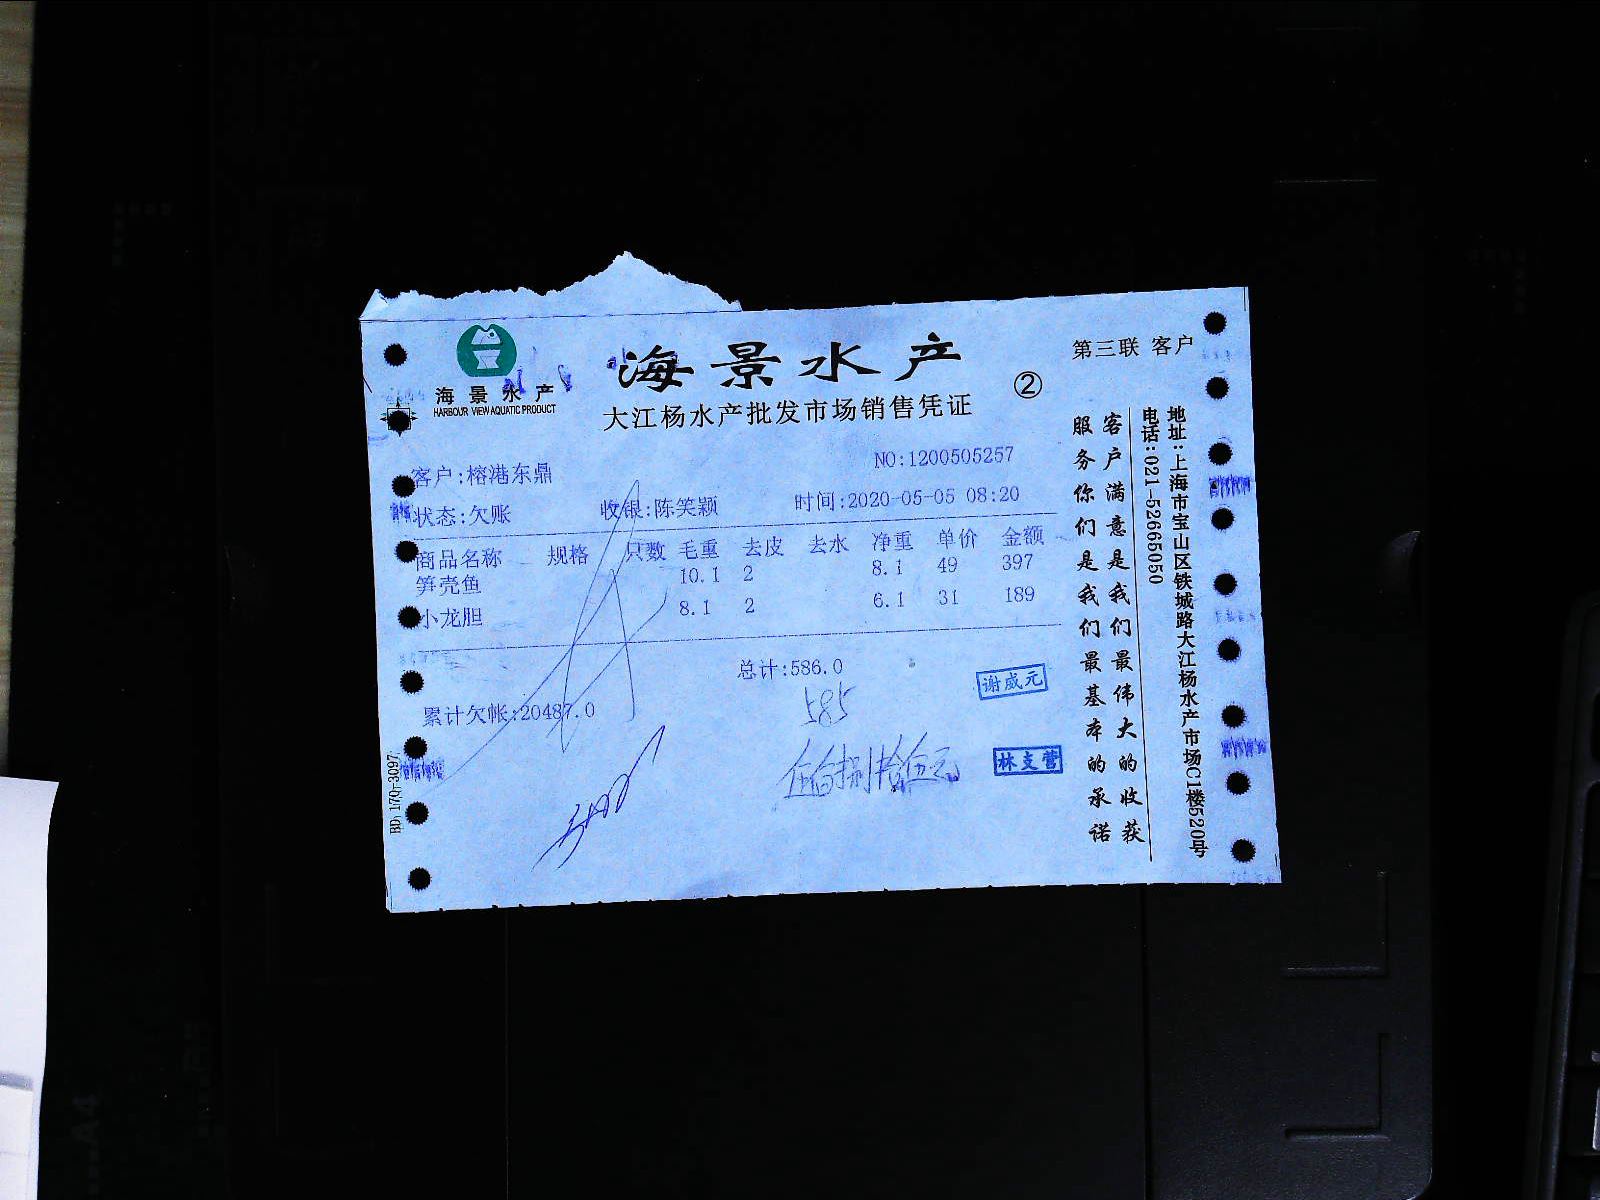 海景水产
HARBOUR VIEW AQUATIC PRODUCT
海景水产
大江杨水产批发市场销售凭证
②
第三联 客户
客户:榕港东鼎
NO:1200505257
状态:欠账
收银:陈笑颖
时间:2020-05-05 08:20
商品名称 规格 只数 毛重 去皮 去水 净重 单价 金额
笋壳鱼 10.1 2 8.1 49 397
小龙胆 8.1 2 6.1 31 189
总计:586.0
585
谢威元
累计欠帐:20487.0
伍佰捌拾伍元
林支营
BD\170-3097
客户满意是我们最伟大的收获
服务你们是我们最基本的承诺
地址:上海市宝山区铁城路大江杨水产市场C1楼520号
电话:021-52665050